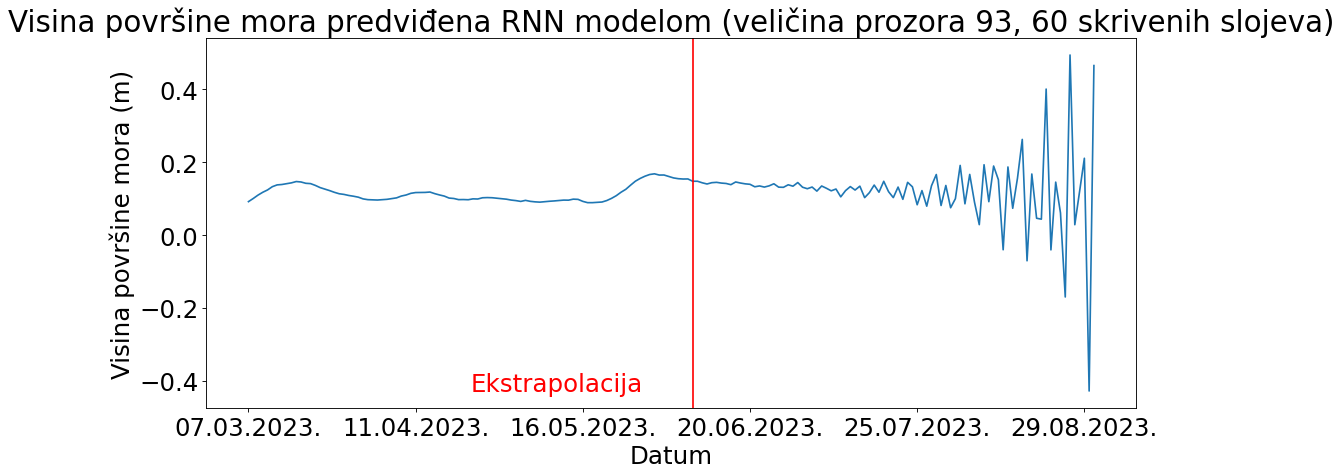 Visina površine mora predviđena RNN modelom (veličina prozora 93, 60 skrivenih slojeva)
Visina površine mora (m)
0.4
0.2
0.0
−0.2
−0.4
Ekstrapolacija
07.03.2023. 11.04.2023. 16.05.2023. 20.06.2023. 25.07.2023. 29.08.2023.
Datum